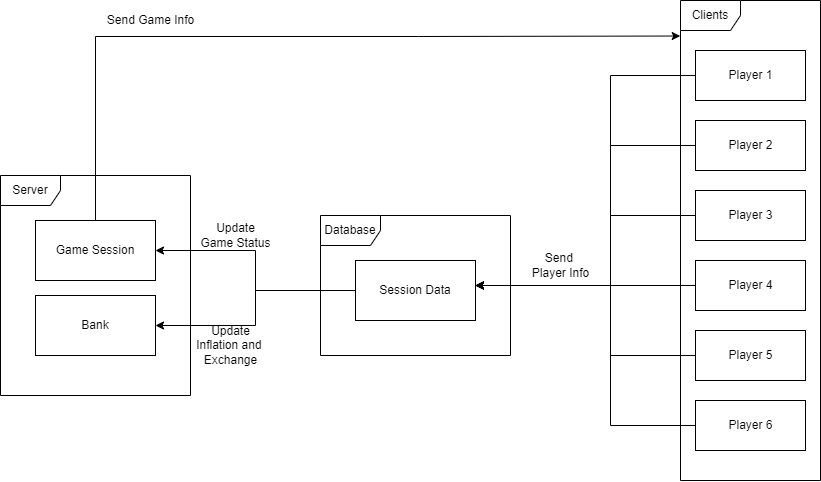 Send Game Info
Clients
Player 1
Player 2
Server
Player 3
Update
Game Status
Database
Game Session
Send
Player Info
Session Data
Player 4
Bank
Update
Inflation and
Exchange
Player 5
Player 6